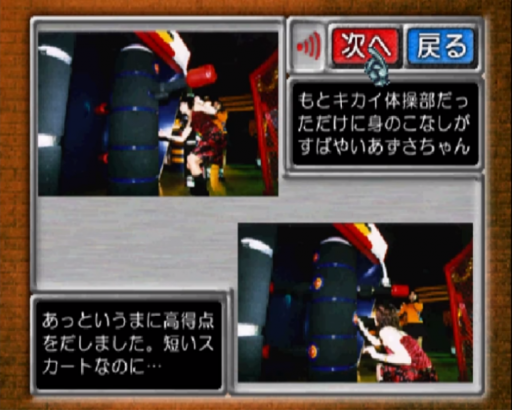 次へ 戻る
もとキカイ体操部だっ
ただけに身のこなしが
すばやいあずさちゃん
あっというまに高得点
をだしました。短いス
カートなのに…